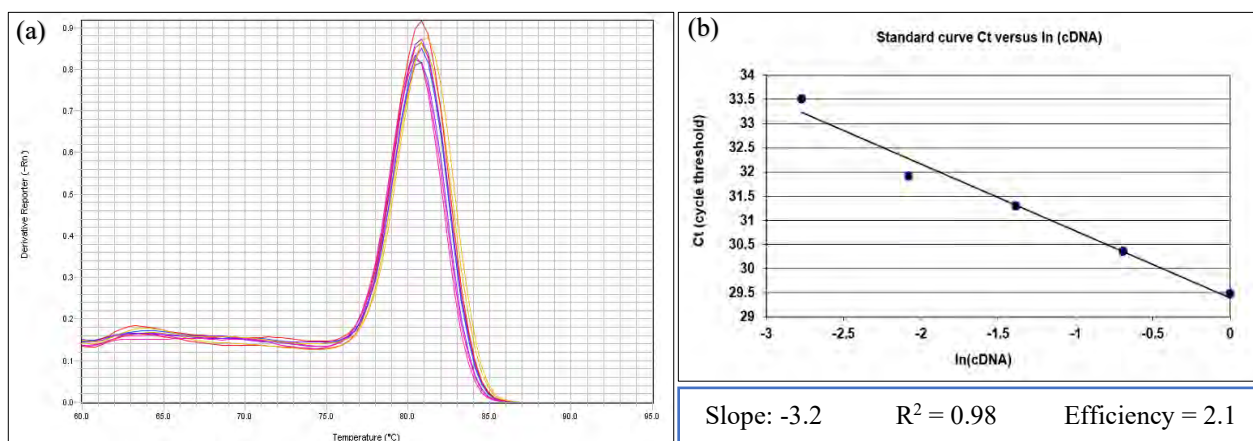 (a)
0.9
0.8
0.7
0.6
0.5
0.4
0.3
0.2
0.1
0.0
Derivative Reporter (-Rn)
60.0 65.0 70.0 75.0 80.0 85.0 90.0 95.0
Temperature (°C)
(b)
Standard curve Ct versus ln (cDNA)
34
33.5
33
32.5
32
31.5
31
30.5
30
29.5
29
Ct (cycle threshold)
-3 -2.5 -2 -1.5 -1 -0.5 0
ln(cDNA)
Slope: -3.2 R² = 0.98 Efficiency = 2.1